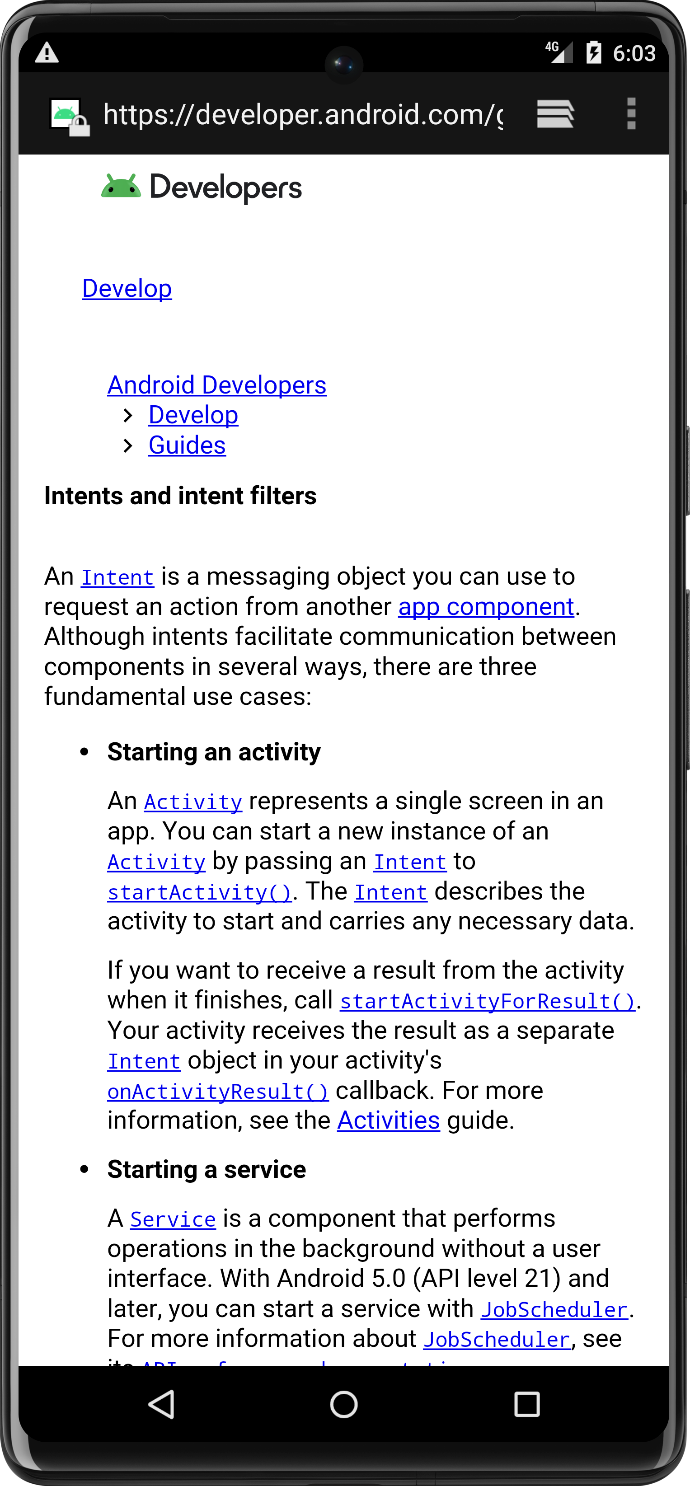 4G 6:03
https://developer.android.com/g
Developers
Develop
Android Developers
> Develop
> Guides
Intents and intent filters
An Intent is a messaging object you can use to
request an action from another app component.
Although intents facilitate communication between
components in several ways, there are three
fundamental use cases:
• Starting an activity
An Activity represents a single screen in an
app. You can start a new instance of an
Activity by passing an Intent to
startActivity(). The Intent describes the
activity to start and carries any necessary data.
If you want to receive a result from the activity
when it finishes, call startActivityForResult().
Your activity receives the result as a separate
Intent object in your activity's
onActivityResult() callback. For more
information, see the Activities guide.
• Starting a service
A Service is a component that performs
operations in the background without a user
interface. With Android 5.0 (API level 21) and
later, you can start a service with JobScheduler.
For more information about JobScheduler, see